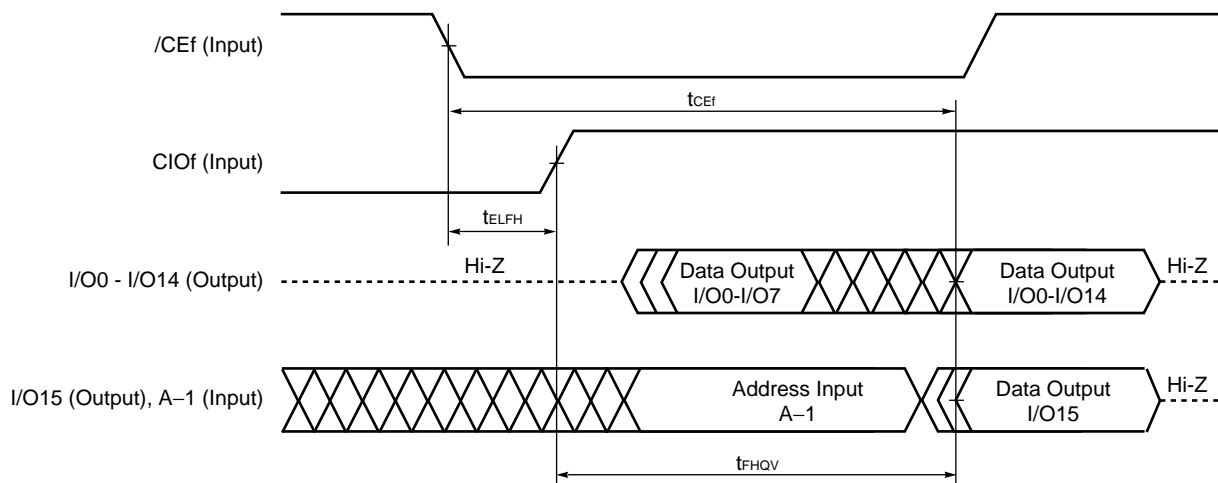 /CEf (Input)
tCEf
CIOf (Input)
tELFH
I/O0 - I/O14 (Output)
Hi-Z
Data Output
I/O0-I/O7
Data Output
I/O0-I/O14
Hi-Z
I/O15 (Output), A−1 (Input)
Address Input
A−1
Data Output
I/O15
Hi-Z
tFHQV